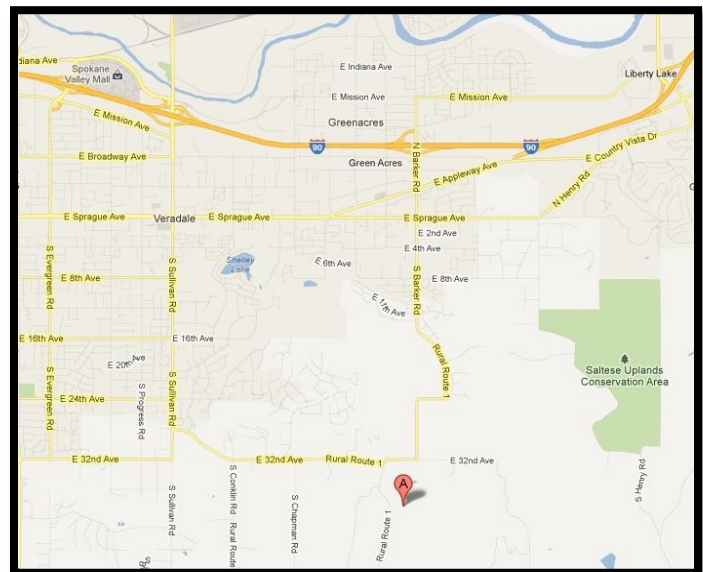 diana Ave
Spokane
Valley Mall
E Indiana Ave
Liberty Lake
E Mission Ave
E Mission Ave
E Mission Ave
Greenacres
90
90
E Broadway Ave
Green Acres
E Country Vista Dr
E Appleway Ave
N Barker Rd
N Henry Rd
E Sprague Ave
Veradale
E Sprague Ave
E Sprague Ave
E 2nd Ave
E 4th Ave
Shelley
Lake
E 6th Ave
S Evergreen Rd
S Sullivan Rd
E 8th Ave
S Barker Rd
E 8th Ave
E 17th Ave
E 16th Ave
E 16th Ave
Rural Route 1
E 20th Ave
Saltese Uplands
Conservation Area
S Evergreen Rd
S Progress Rd
S Sullivan Rd
E 24th Ave
E 32nd Ave
E 32nd Ave
Rural Route 1
E 32nd Ave
A
S Sullivan Rd
S Conklin Rd
Rural Route
S Chapman Rd
Rural Route 1
S Henry Rd